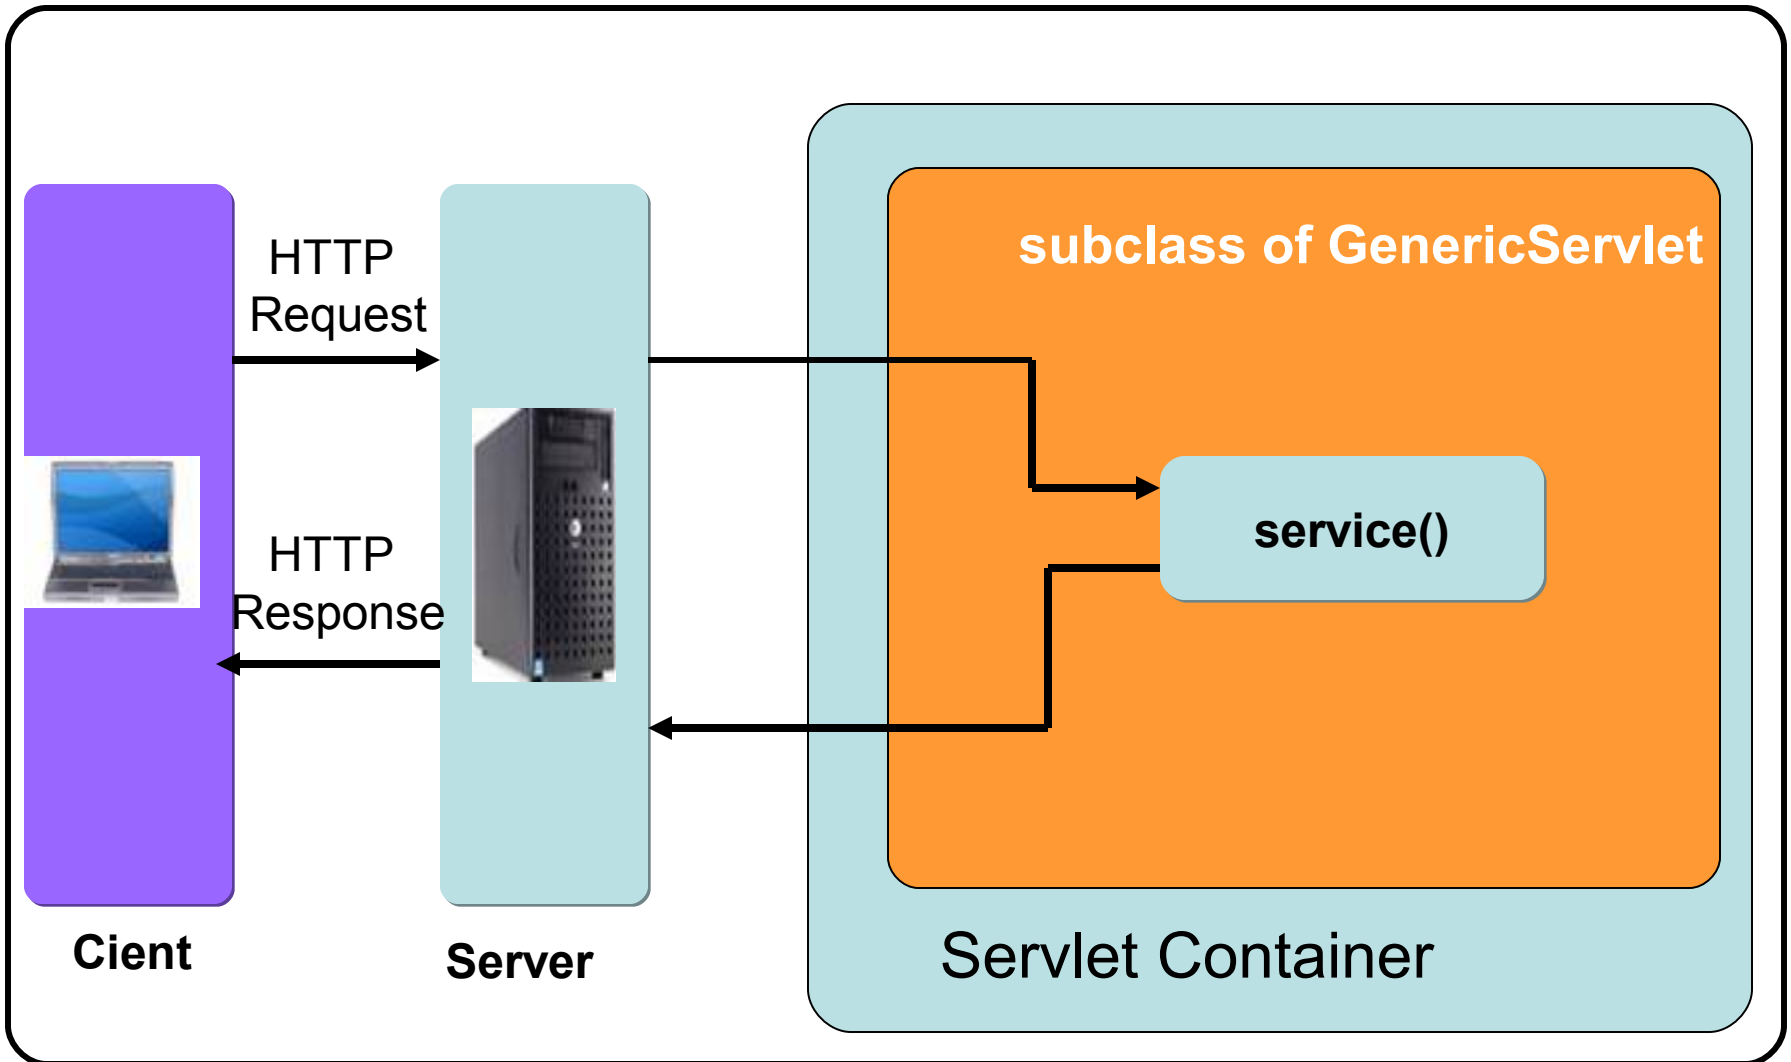 HTTP
Request
subclass of GenericServlet
service()
HTTP
Response
Cient
Server
Servlet Container